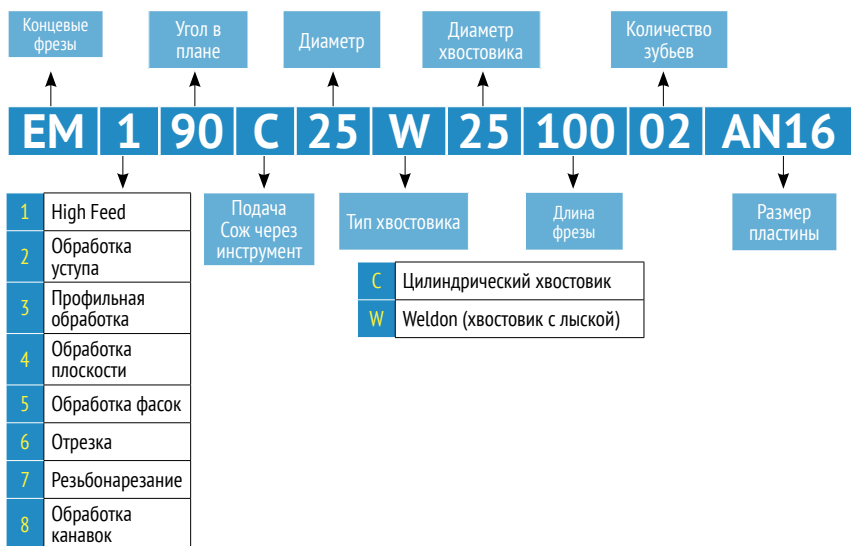 Концевые
фрезы
Угол в
плане
Диаметр
Диаметр
хвостовика
Количество
зубьев
EM 1 90 C 25 W 25 100 02 AN16
1 High Feed
2 Обработка
уступа
3 Профильная
обработка
4 Обработка
плоскости
5 Обработка фасок
6 Отрезка
7 Резьбонарезание
8 Обработка
канавок
Подача
Сож через
инструмент
Тип хвостовика
Длина
фрезы
Размер
пластины
C Цилиндрический хвостовик
W Weldon (хвостовик с лыской)